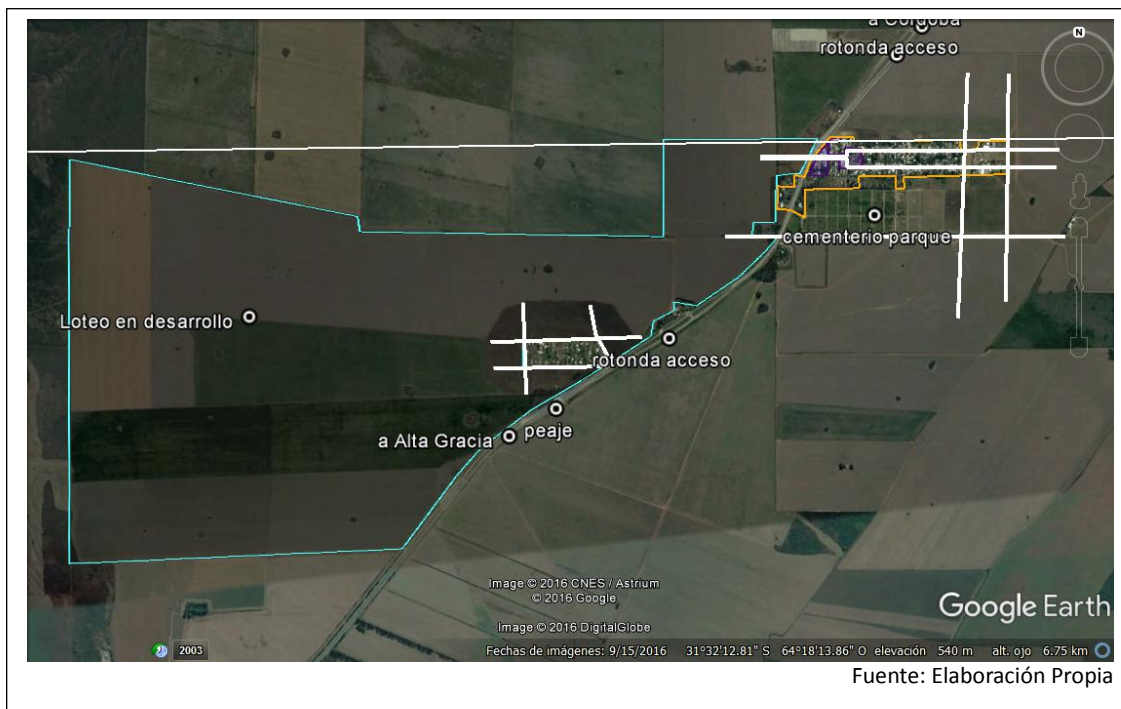 a Córdoba
rotonda acceso
N
cementerio parque
Loteo en desarrollo
rotonda acceso
peaje
a Alta Gracia
Image © 2016 CNES / Astrium
© 2016 Google
Image © 2016 DigitalGlobe
Google Earth
2003
Fechas de imágenes: 9/15/2016 31°32'12.81" S 64°18'13.86" O elevación 540 m alt. ojo 6.75 km
Fuente: Elaboración Propia